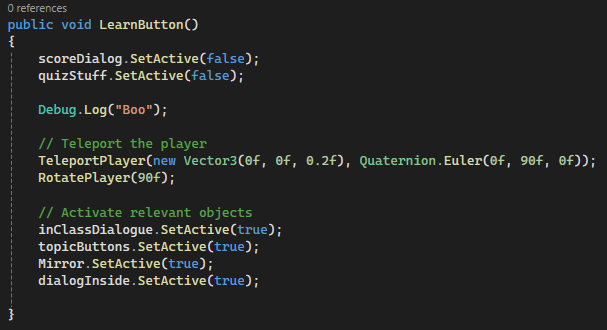 0 references
public void LearnButton()
{
scoreDialog.SetActive(false);
quizStuff.SetActive(false);
Debug.Log("Boo");
// Teleport the player
TeleportPlayer(new Vector3(0f, 0f, 0.2f), Quaternion.Euler(0f, 90f, 0f));
RotatePlayer(90f);
// Activate relevant objects
inClassDialogue.SetActive(true);
topicButtons.SetActive(true);
Mirror.SetActive(true);
dialogInside.SetActive(true);
}